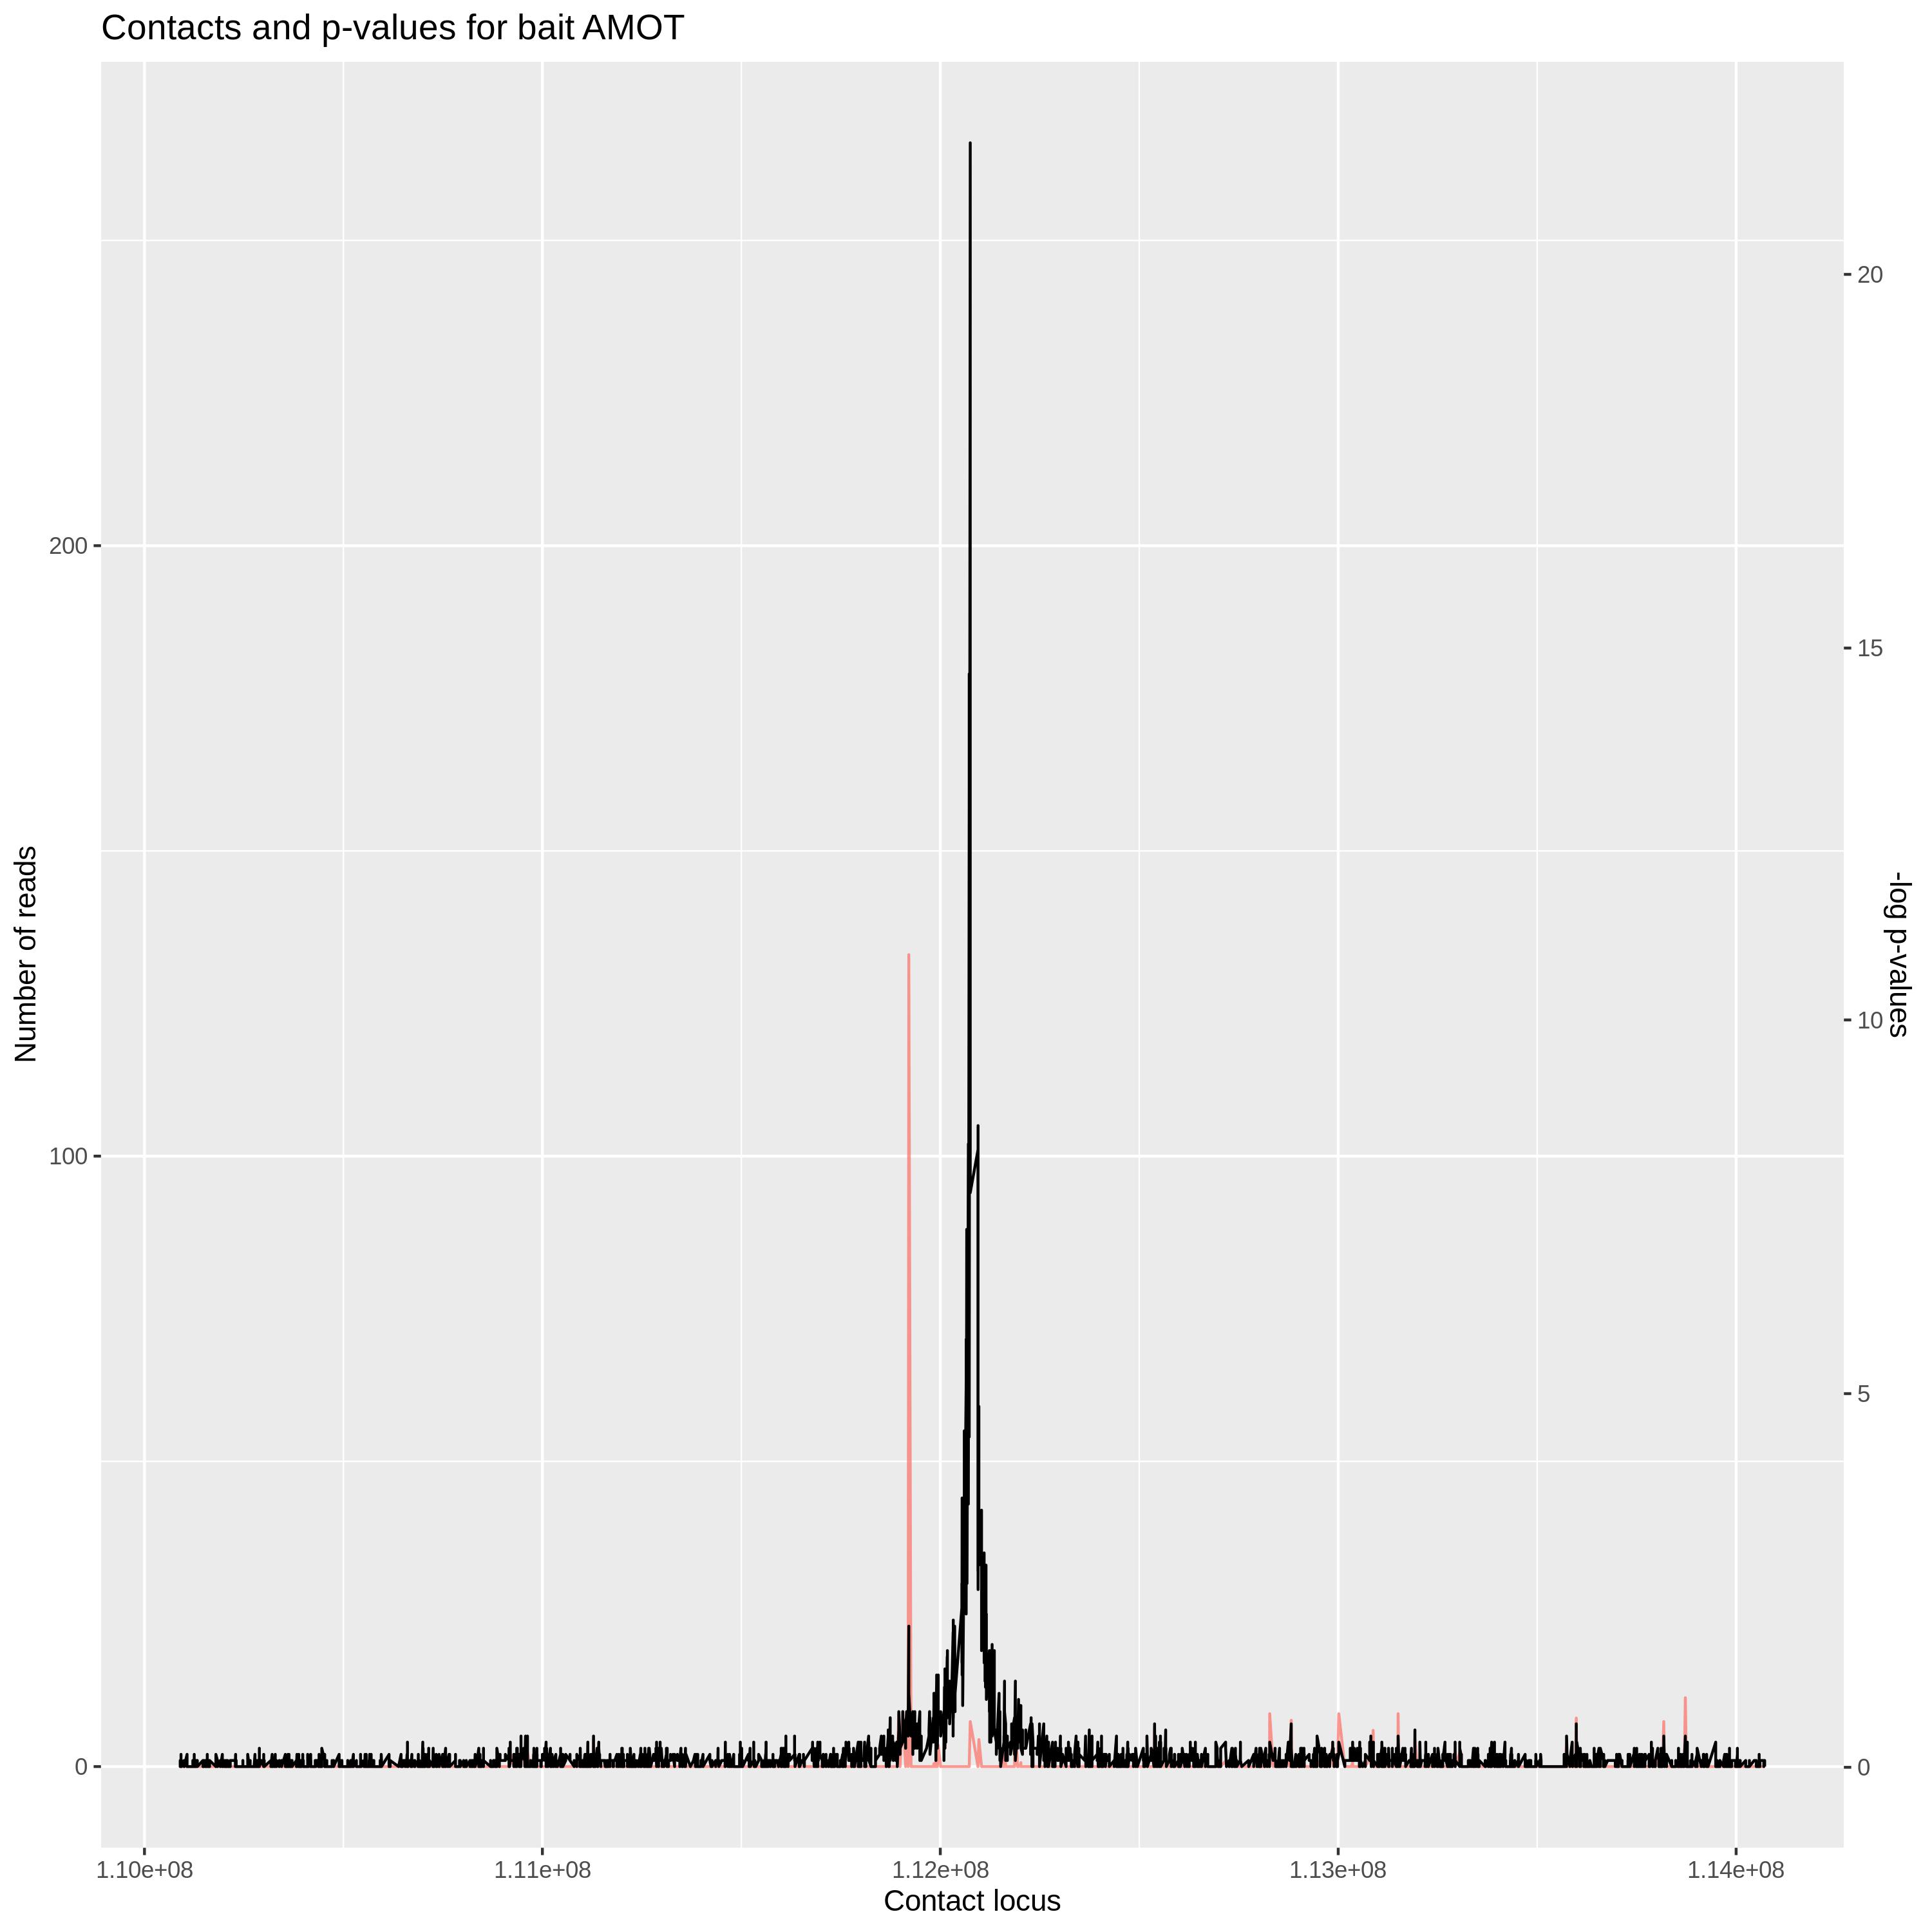 Contacts and p-values for bait AMOT
Number of reads
200
100
0
20
15
10
5
0
-log p-values
1.10e+08
1.11e+08
1.12e+08
1.13e+08
1.14e+08
Contact locus